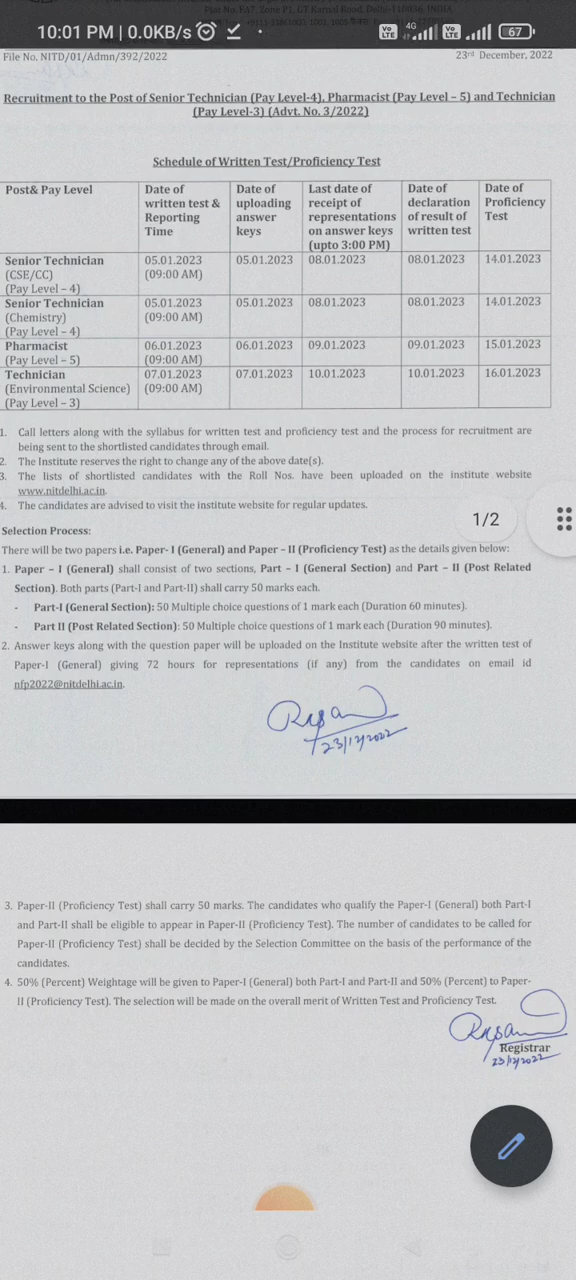 10:01 PM | 0.0KB/s
Vo LTE 4G Vo LTE 67
Plot No. FA7, Zone P1, GT Karnal Road, Delhi-110036, INDIA
File No. NITD/01/Admn/392/2022 23rd December, 2022
Recruitment to the Post of Senior Technician (Pay Level-4), Pharmacist (Pay Level – 5) and Technician
(Pay Level-3) (Advt. No. 3/2022)
Schedule of Written Test/Proficiency Test
Post& Pay Level Date of written test & Reporting Time Date of uploading answer keys Last date of receipt of representations on answer keys (upto 3:00 PM) Date of declaration of result of written test Date of Proficiency Test
Senior Technician 05.01.2023 05.01.2023 08.01.2023 08.01.2023 14.01.2023
(CSE/CC) (09:00 AM)
(Pay Level – 4)
Senior Technician 05.01.2023 05.01.2023 08.01.2023 08.01.2023 14.01.2023
(Chemistry) (09:00 AM)
(Pay Level – 4)
Pharmacist 06.01.2023 06.01.2023 09.01.2023 09.01.2023 15.01.2023
(Pay Level – 5) (09:00 AM)
Technician 07.01.2023 07.01.2023 10.01.2023 10.01.2023 16.01.2023
(Environmental Science) (09:00 AM)
(Pay Level – 3)
1. Call letters along with the syllabus for written test and proficiency test and the process for recruitment are
being sent to the shortlisted candidates through email.
2. The Institute reserves the right to change any of the above date(s).
3. The lists of shortlisted candidates with the Roll Nos. have been uploaded on the institute website
www.nitdelhi.ac.in.
4. The candidates are advised to visit the institute website for regular updates.
1/2
Selection Process:
There will be two papers i.e. Paper- I (General) and Paper – II (Proficiency Test) as the details given below:
1. Paper – I (General) shall consist of two sections, Part – I (General Section) and Part – II (Post Related
Section). Both parts (Part-I and Part-II) shall carry 50 marks each.
- Part-I (General Section): 50 Multiple choice questions of 1 mark each (Duration 60 minutes).
- Part II (Post Related Section): 50 Multiple choice questions of 1 mark each (Duration 90 minutes).
2. Answer keys along with the question paper will be uploaded on the Institute website after the written test of
Paper-I (General) giving 72 hours for representations (if any) from the candidates on email id
nfp2022@nitdelhi.ac.in.
23/12/2022
3. Paper-II (Proficiency Test) shall carry 50 marks. The candidates who qualify the Paper-I (General) both Part-I
and Part-II shall be eligible to appear in Paper-II (Proficiency Test). The number of candidates to be called for
Paper-II (Proficiency Test) shall be decided by the Selection Committee on the basis of the performance of the
candidates.
4. 50% (Percent) Weightage will be given to Paper-I (General) both Part-I and Part-II and 50% (Percent) to Paper-
II (Proficiency Test). The selection will be made on the overall merit of Written Test and Proficiency Test.
Registrar
23/12/2022